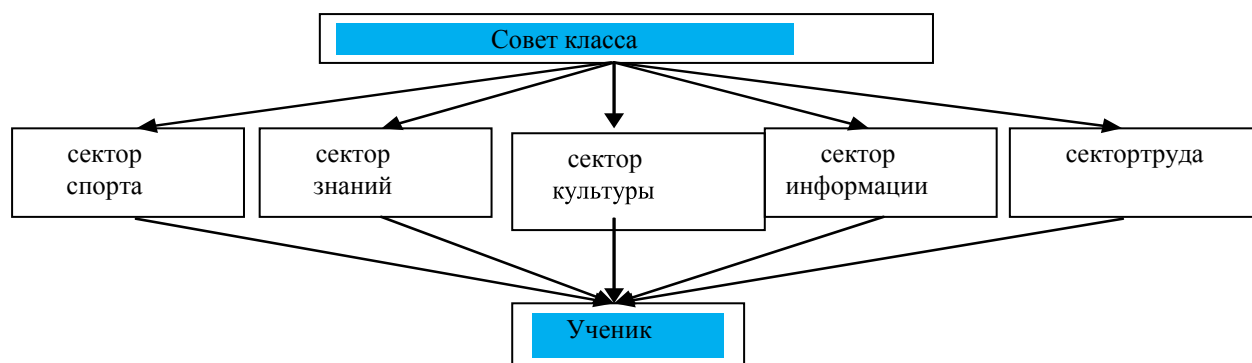 Совет класса
сектор
спорта
сектор
знаний
сектор
культуры
сектор
информации
сектортруда
Ученик